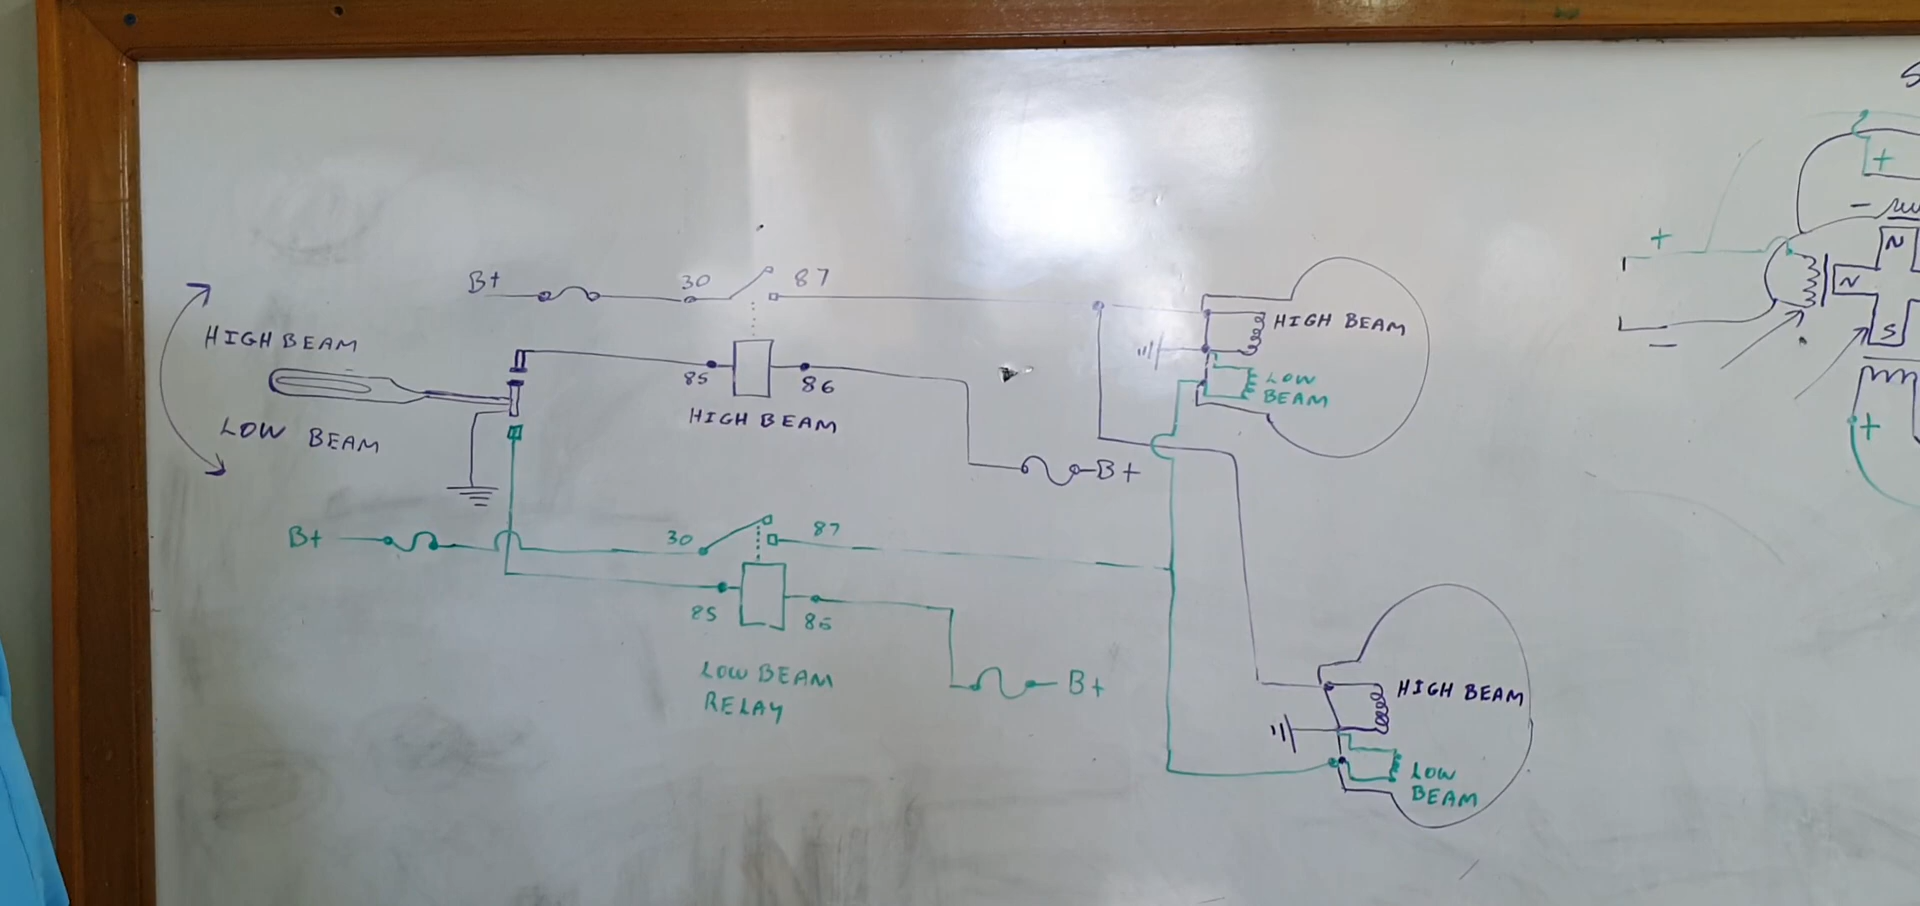 B+
30
87
HIGH BEAM
85
86
HIGH BEAM
LOW BEAM
B+
HIGH BEAM
LOW
BEAM
B+
30
87
85
86
LOW BEAM
RELAY
B+
HIGH BEAM
LOW
BEAM
S
+
+
-
N
N
S
-
+